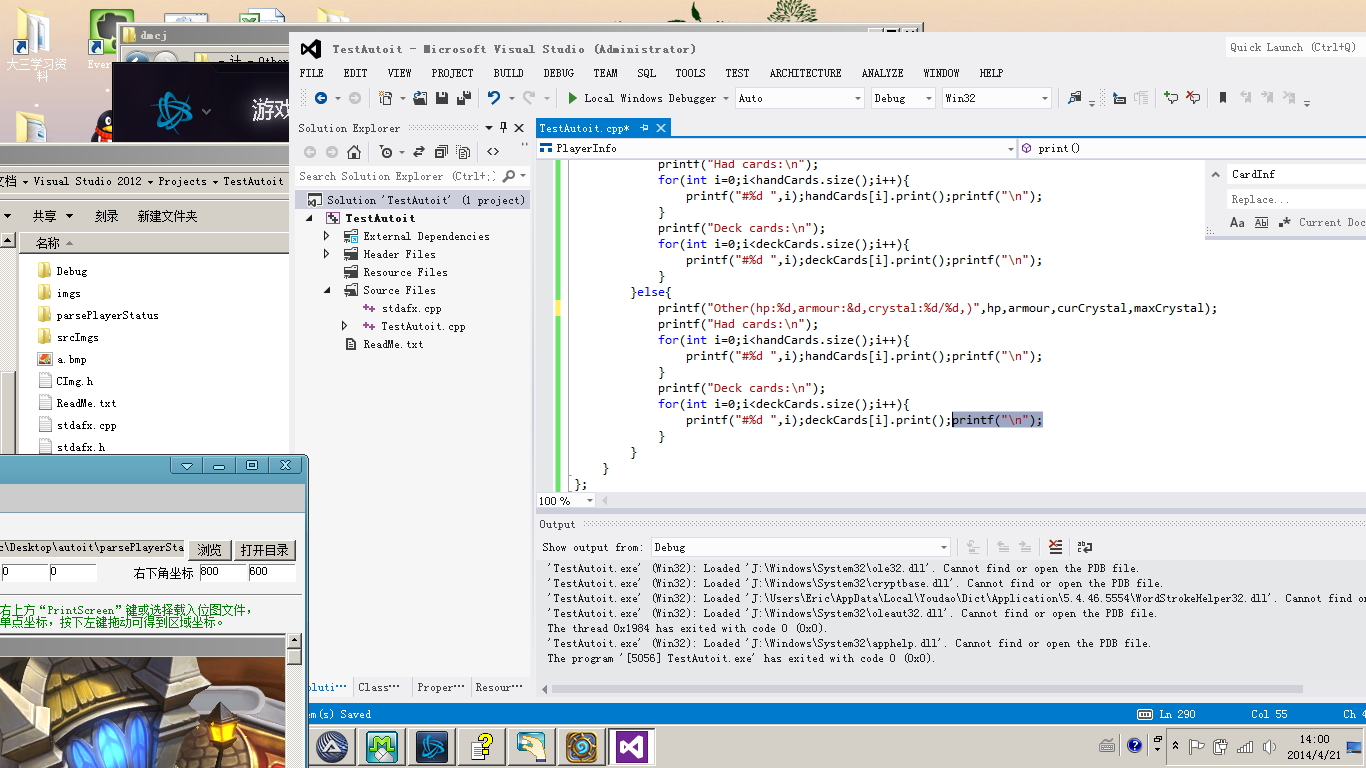 大三学习资料
Ever
dmcj
游戏
TestAutoit - Microsoft Visual Studio (Administrator)
Quick Launch (Ctrl+Q)
FILE EDIT VIEW PROJECT BUILD DEBUG TEAM SQL TOOLS TEST ARCHITECTURE ANALYZE WINDOW HELP
Local Windows Debugger Auto Debug Win32
Solution Explorer
Search Solution Explorer (Ctrl+;)
Solution 'TestAutoit' (1 project)
TestAutoit
External Dependencies
Header Files
Resource Files
Source Files
stdafx.cpp
TestAutoit.cpp
ReadMe.txt
Class··· Proper··· Resour···
TestAutoit.cpp*
PlayerInfo print()
printf("Had cards:\n");
for(int i=0;i<handCards.size();i++){
printf("#%d ",i);handCards[i].print();printf("\n");
}
printf("Deck cards:\n");
for(int i=0;i<deckCards.size();i++){
printf("#%d ",i);deckCards[i].print();printf("\n");
}
}else{
printf("Other(hp:%d,armour:&d,crystal:%d/%d,)",hp,armour,curCrystal,maxCrystal);
printf("Had cards:\n");
for(int i=0;i<handCards.size();i++){
printf("#%d ",i);handCards[i].print();printf("\n");
}
printf("Deck cards:\n");
for(int i=0;i<deckCards.size();i++){
printf("#%d ",i);deckCards[i].print();printf("\n");
}
}
}
};
CardInf
Replace...
Aa Ab .* Current Doc
100 %
Output
Show output from: Debug
'TestAutoit.exe' (Win32): Loaded 'J:\Windows\System32\ole32.dll'. Cannot find or open the PDB file.
'TestAutoit.exe' (Win32): Loaded 'J:\Windows\System32\cryptbase.dll'. Cannot find or open the PDB file.
'TestAutoit.exe' (Win32): Loaded 'J:\Users\Eric\AppData\Local\Youdao\Dict\Application\5.4.46.5554\WordStrokeHelper32.dll'. Cannot find or
'TestAutoit.exe' (Win32): Loaded 'J:\Windows\System32\oleaut32.dll'. Cannot find or open the PDB file.
The thread 0x1984 has exited with code 0 (0x0).
'TestAutoit.exe' (Win32): Loaded 'J:\Windows\System32\apphelp.dll'. Cannot find or open the PDB file.
The program '[5056] TestAutoit.exe' has exited with code 0 (0x0).
Saved Ln 290 Col 55 Ch 4
文档 Visual Studio 2012 Projects TestAutoit
共享 刻录 新建文件夹
名称
Debug
imgs
parsePlayerStatus
srcImgs
a.bmp
CImg.h
ReadMe.txt
stdafx.cpp
stdafx.h
c\Desktop\autoit\parsePlayerSta 浏览 打开目录
0 0 右下角坐标 800 600
右上方“PrintScreen”键或选择载入位图文件，
单点坐标，按下左键拖动可得到区域坐标。
14:00
2014/4/21